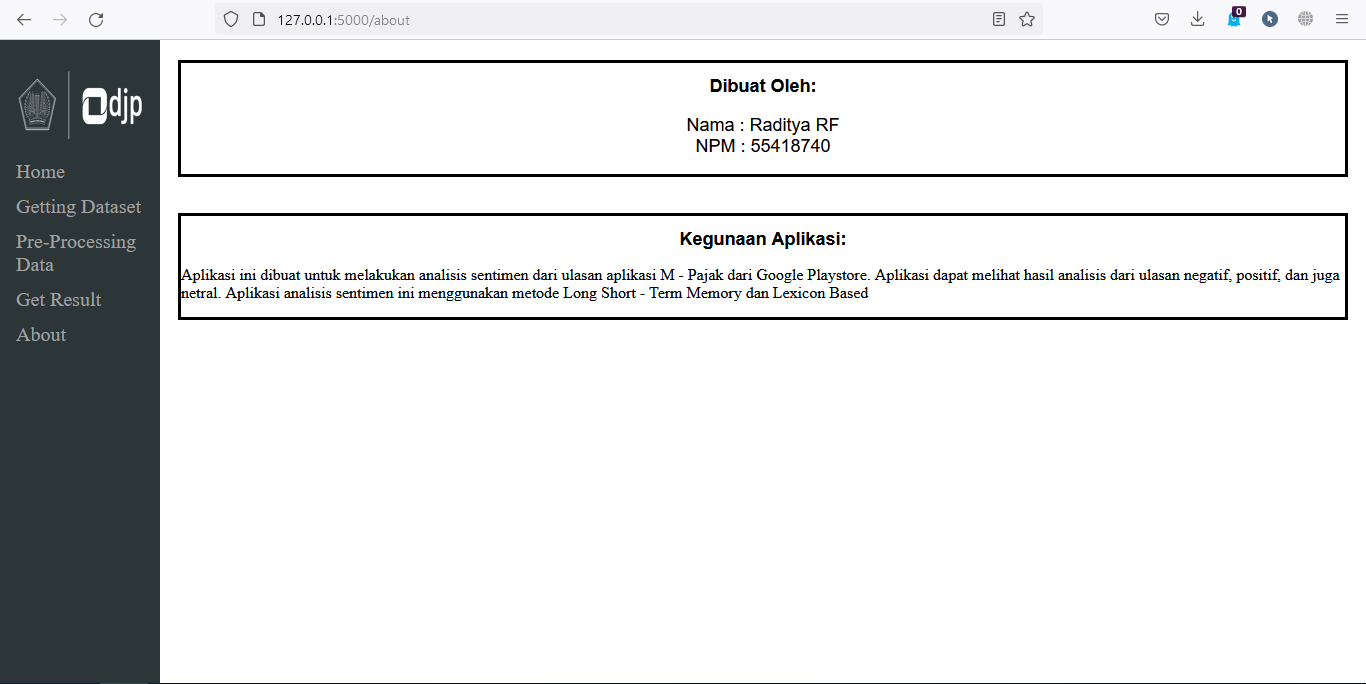 127.0.0.1:5000/about
0
djp
Home
Getting Dataset
Pre-Processing
Data
Get Result
About
Dibuat Oleh:
Nama : Raditya RF
NPM : 55418740
Kegunaan Aplikasi:
Aplikasi ini dibuat untuk melakukan analisis sentimen dari ulasan aplikasi M - Pajak dari Google Playstore. Aplikasi dapat melihat hasil analisis dari ulasan negatif, positif, dan juga
netral. Aplikasi analisis sentimen ini menggunakan metode Long Short - Term Memory dan Lexicon Based